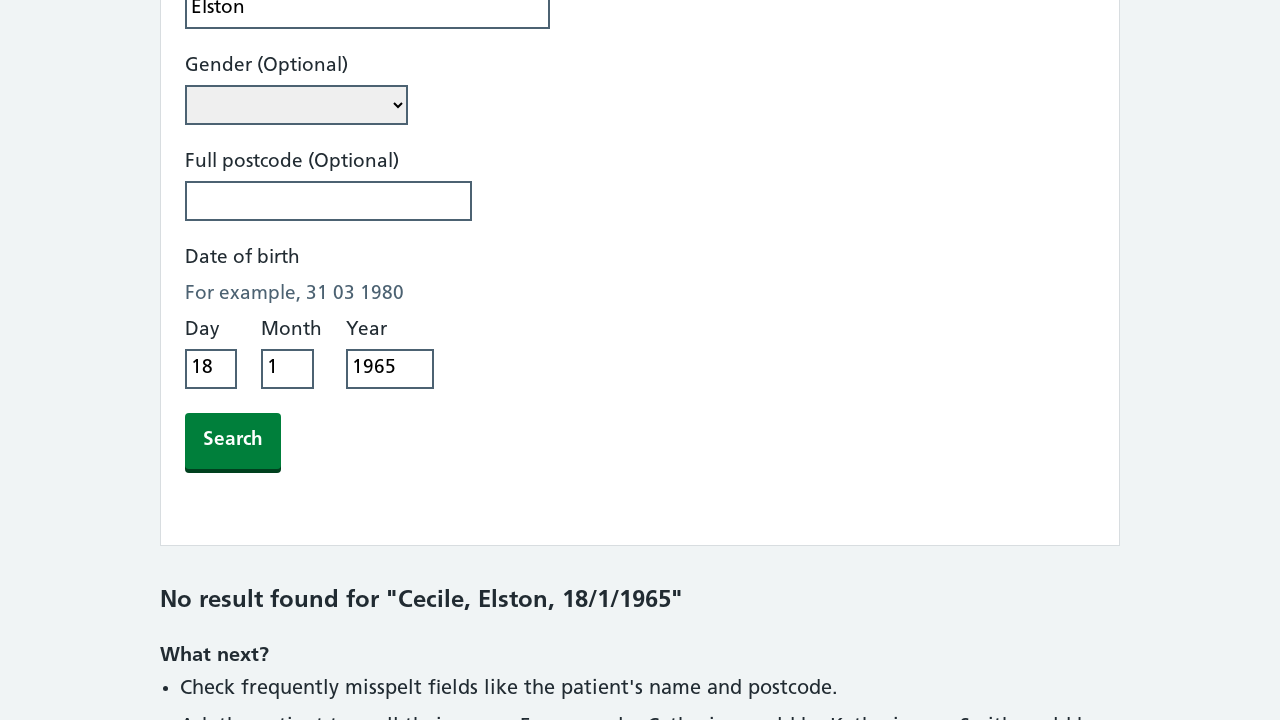 Elston
Gender (Optional)
Full postcode (Optional)
Date of birth
For example, 31 03 1980
Day Month Year
18 1 1965
Search
No result found for "Cecile, Elston, 18/1/1965"
What next?
• Check frequently misspelt fields like the patient's name and postcode.